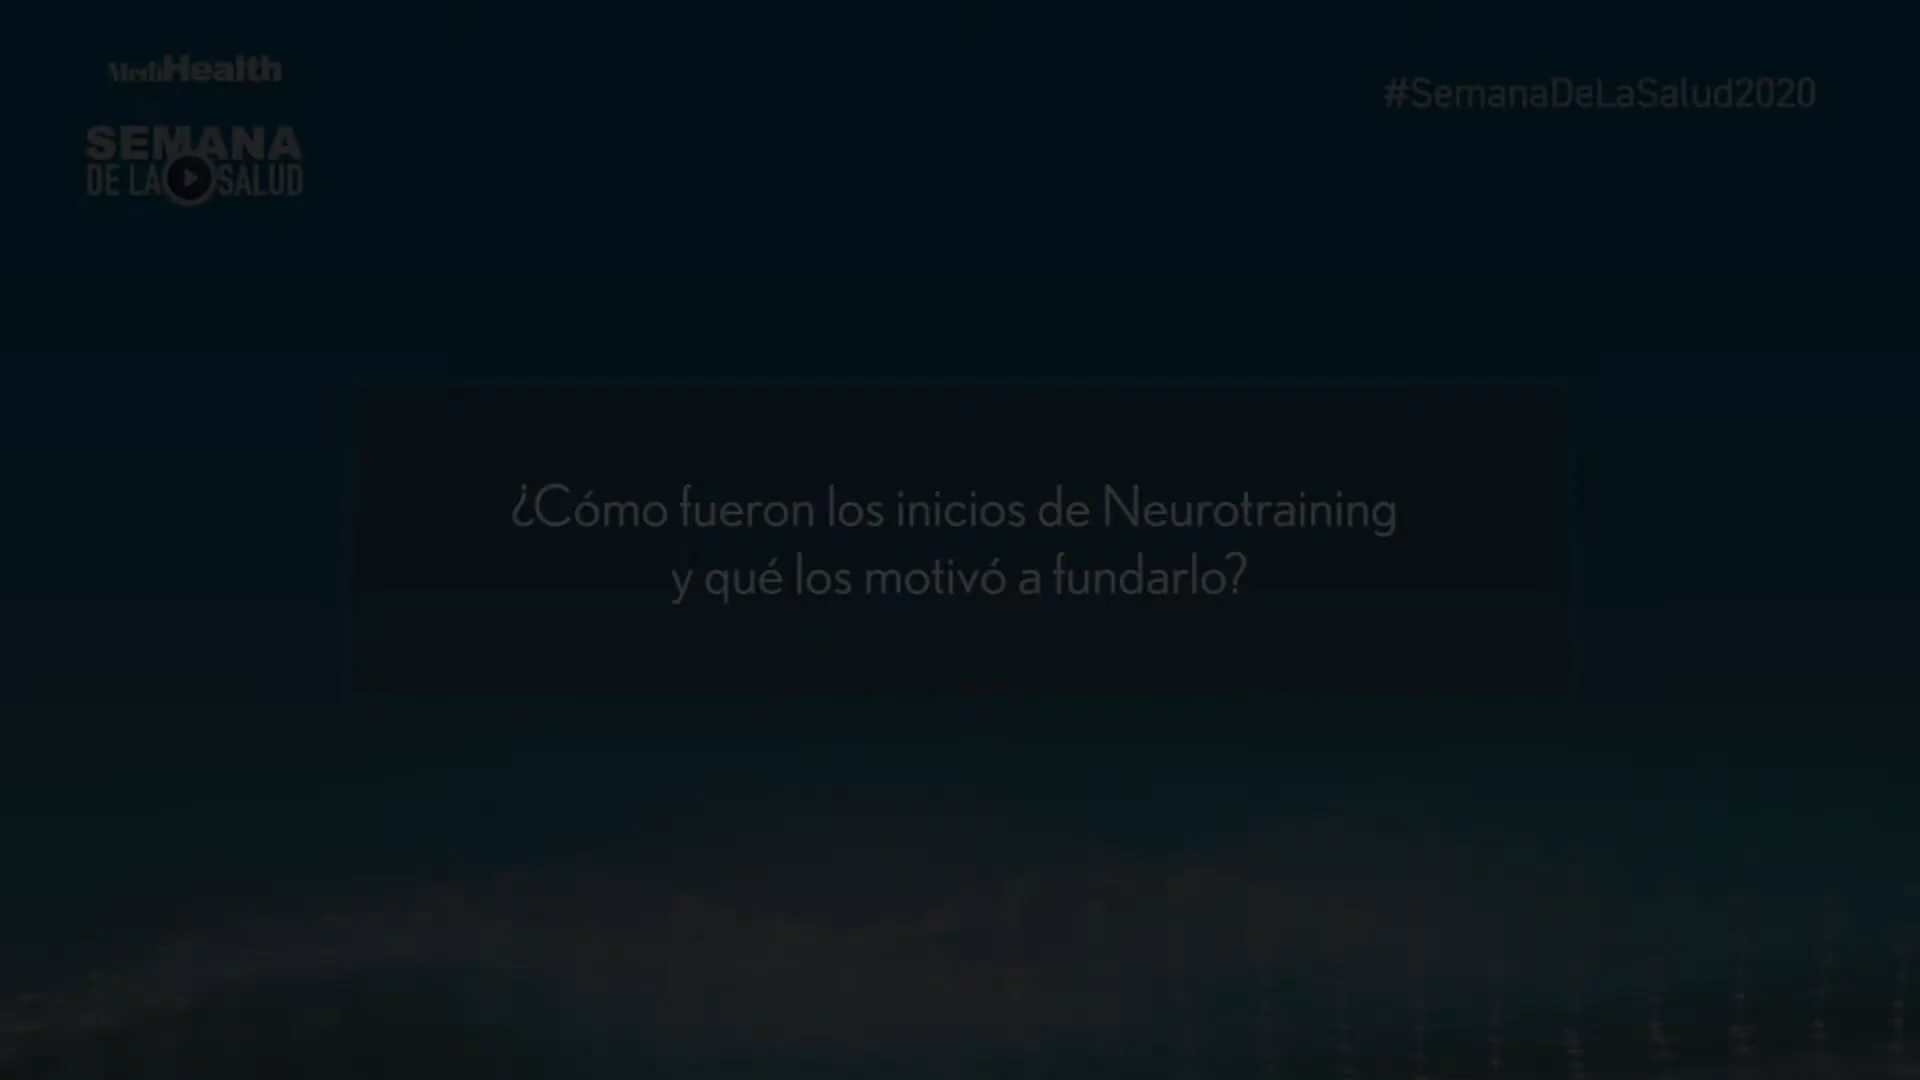 MediHealth
SEMANA
DE LA SALUD
#SemanaDeLaSalud2020
¿Cómo fueron los inicios de Neurotraining
y qué los motivó a fundarlo?